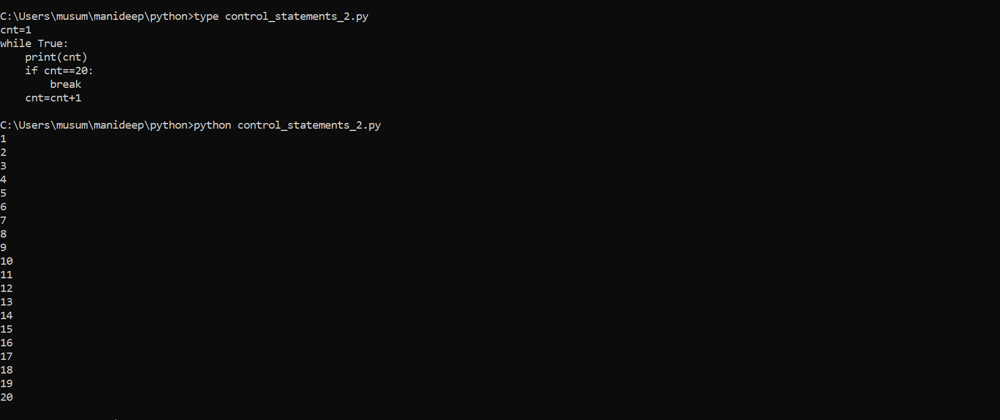 C:\Users\musum\manideep\python>type control_statements_2.py
cnt=1
while True:
    print(cnt)
    if cnt==20:
        break
    cnt=cnt+1

C:\Users\musum\manideep\python>python control_statements_2.py
1
2
3
4
5
6
7
8
9
10
11
12
13
14
15
16
17
18
19
20